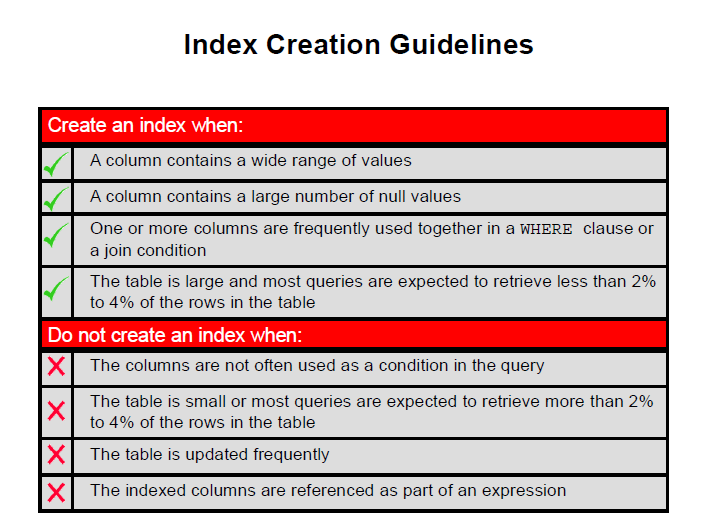 Index Creation Guidelines
Create an index when:
A column contains a wide range of values
A column contains a large number of null values
One or more columns are frequently used together in a WHERE clause or
a join condition
The table is large and most queries are expected to retrieve less than 2%
to 4% of the rows in the table
Do not create an index when:
The columns are not often used as a condition in the query
The table is small or most queries are expected to retrieve more than 2%
to 4% of the rows in the table
The table is updated frequently
The indexed columns are referenced as part of an expression